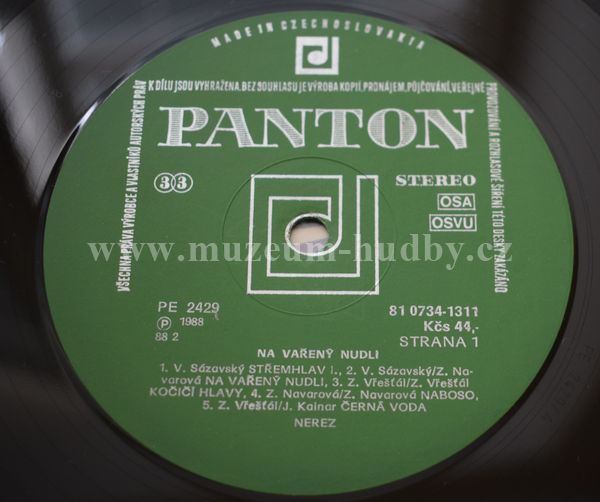 MADE IN CZECHOSLOVAKIA
VŠECHNA PRÁVA VÝROBCE A VLASTNÍKŮ AUTORSKÝCH PRÁV
K DÍLU JSOU VYHRAŽENA. BEZ SOUHLASU JE VÝROBA KOPIÍ, PRONÁJEM, PŮJČOVÁNÍ, VEŘEJNÉ
PROVOZOVÁNÍ A ROZHLASOVÉ ŠÍŘENÍ TÉTO DESKY ZAKÁZÁNO
PANTON
33
STEREO
OSA
OSVU
www.muzeum-hudby.cz
PE 2429
Ⓟ 1988
88 2
81 0734-1311
Kčs 44,-
STRANA 1
NA VAŘENÝ NUDLI
1. V. Sázavský STŘEMHLAV I., 2. V. Sázavský/Z. Na-
varová NA VAŘENÝ NUDLI, 3. Z. Vřešťál/Z. Vřešťál
KOČIČÍ HLAVY, 4. Z. Navarová/Z. Navarová NABOSO,
5. Z. Vřešťál/J. Kainar ČERNÁ VODA
NEREZ